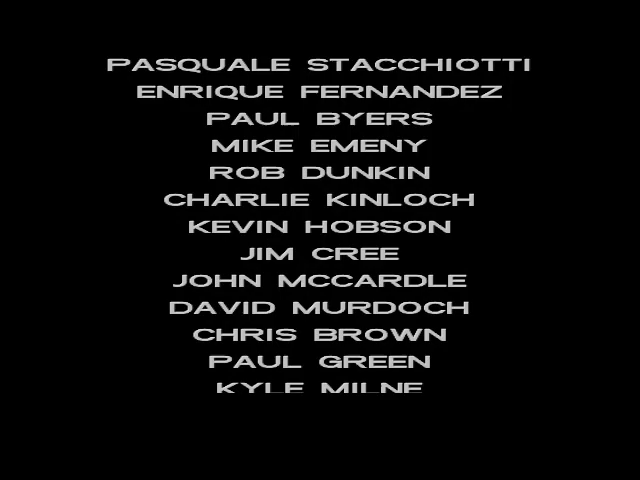 PASQUALE STACCHIOTTI
ENRIQUE FERNANDEZ
PAUL BYERS
MIKE EMENY
ROB DUNKIN
CHARLIE KINLOCH
KEVIN HOBSON
JIM CREE
JOHN MCCARDLE
DAVID MURDOCH
CHRIS BROWN
PAUL GREEN
KYLE MILNE